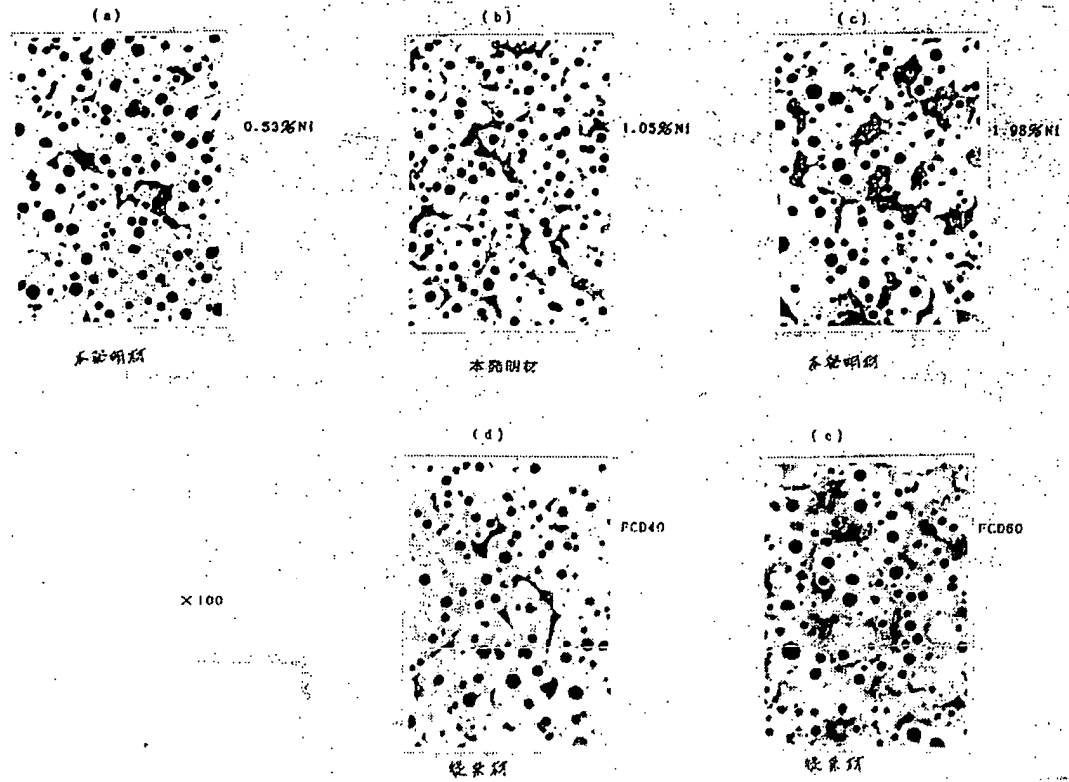 (a)
(b)
(c)
0.53%Ni
1.05%Ni
1.98%Ni
本発明材
本発明材
本発明材
(d)
(e)
FCD40
FCD60
×100
従来材
従来材